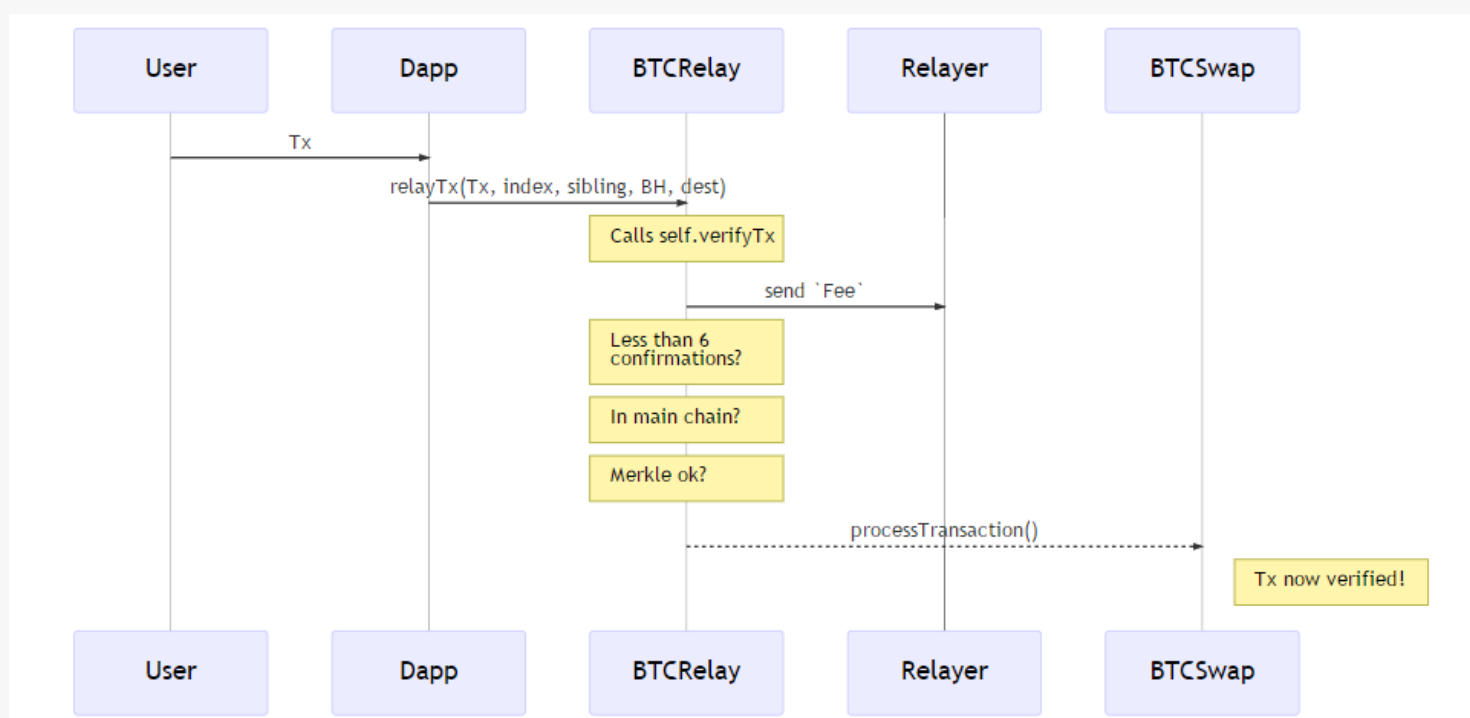 User
Dapp
BTCRelay
Relayer
BTCSwap
Tx
relayTx(Tx, index, sibling, BH, dest)
Calls self.verifyTx
send `Fee`
Less than 6
confirmations?
In main chain?
Merkle ok?
processTransaction()
Tx now verified!
User
Dapp
BTCRelay
Relayer
BTCSwap